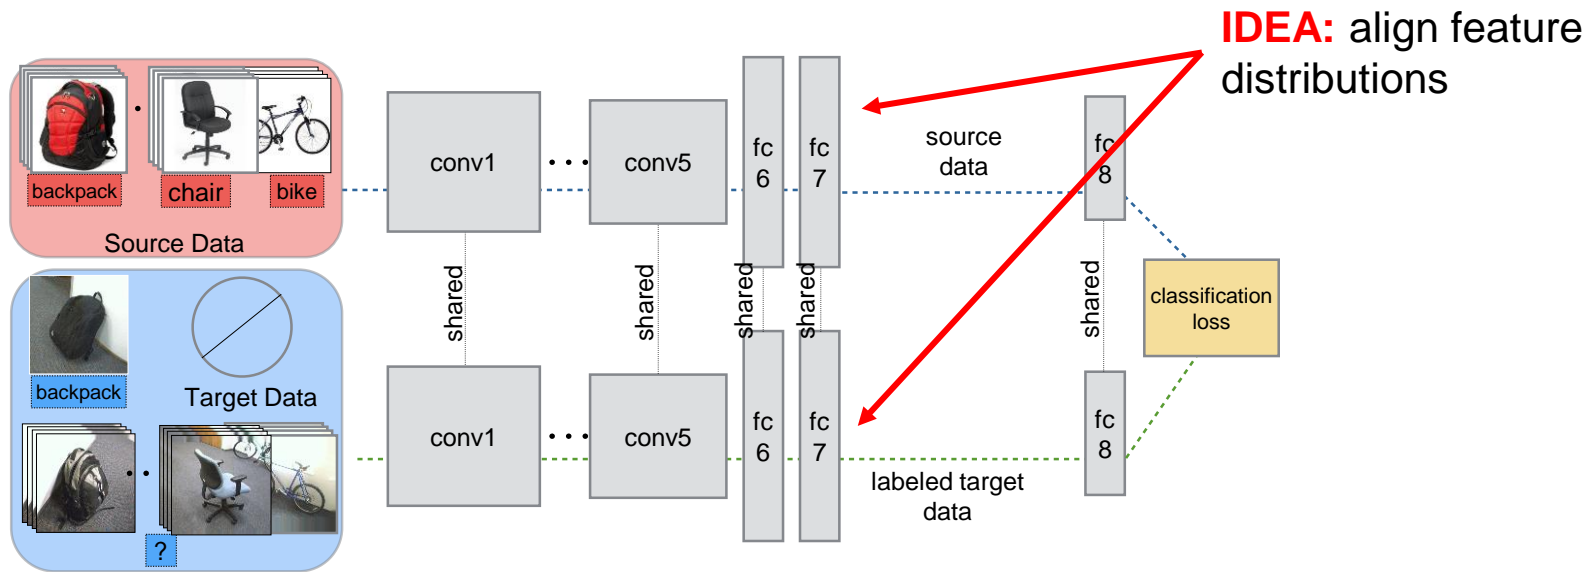 IDEA: align feature
distributions
backpack
chair
bike
Source Data
conv1
...
conv5
fc
6
fc
7
source
data
fc
8
shared
shared
shared
shared
shared
classification
loss
backpack
Target Data
?
conv1
...
conv5
fc
6
fc
7
labeled target
data
fc
8